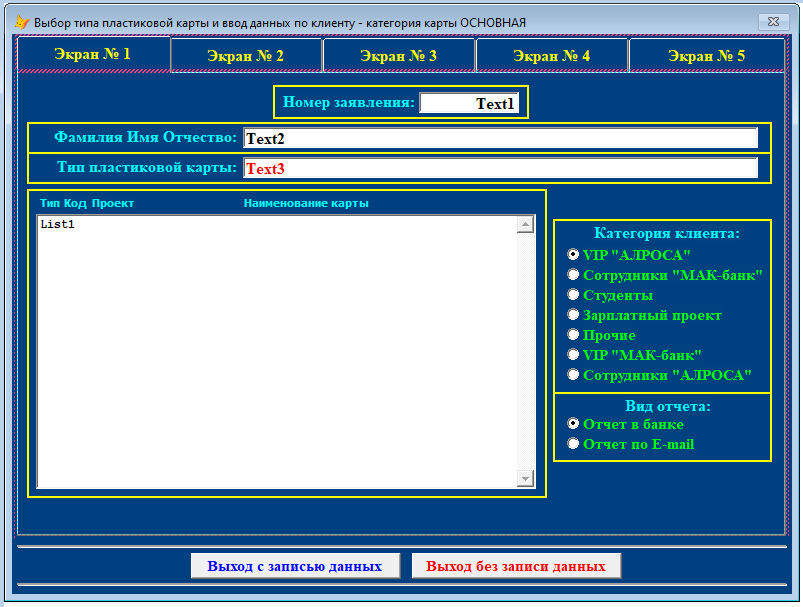 Выбор типа пластиковой карты и ввод данных по клиенту - категория карты ОСНОВНАЯ
Экран № 1 Экран № 2 Экран № 3 Экран № 4 Экран № 5
Номер заявления: Text1
Фамилия Имя Отчество: Text2
Тип пластиковой карты: Text3
Тип Код Проект Наименование карты
List1
Категория клиента:
VIP "АЛРОСА"
Сотрудники "МАК-банк"
Студенты
Зарплатный проект
Прочие
VIP "МАК-банк"
Сотрудники "АЛРОСА"
Вид отчета:
Отчет в банке
Отчет по E-mail
Выход с записью данных Выход без записи данных